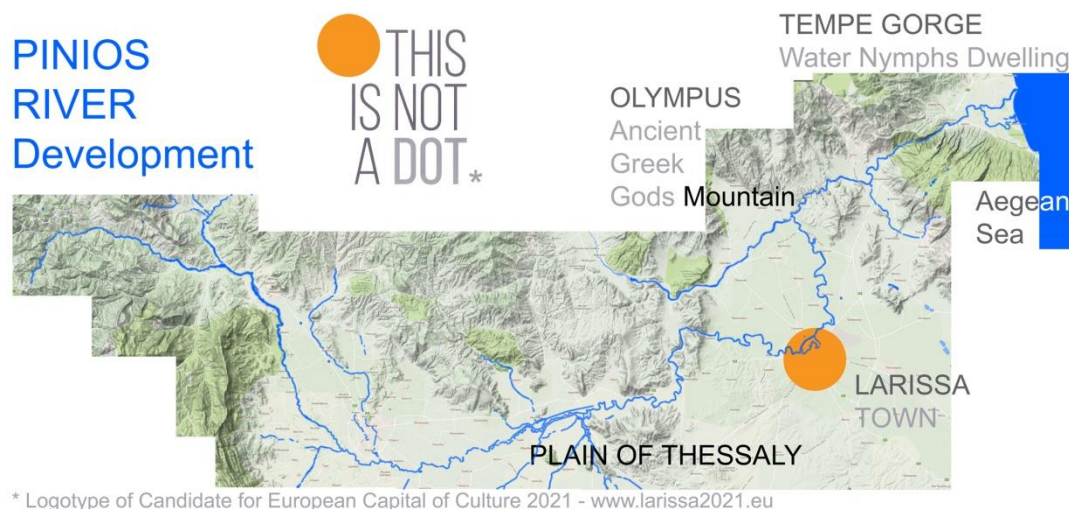 PINIOS
RIVER
Development
THIS
IS NOT
A DOT*
TEMPE GORGE
Water Nymphs Dwelling
OLYMPUS
Ancient
Greek
Gods Mountain
Aegean
Sea
LARISSA
TOWN
PLAIN OF THESSALY
* Logotype of Candidate for European Capital of Culture 2021 - www.larissa2021.eu